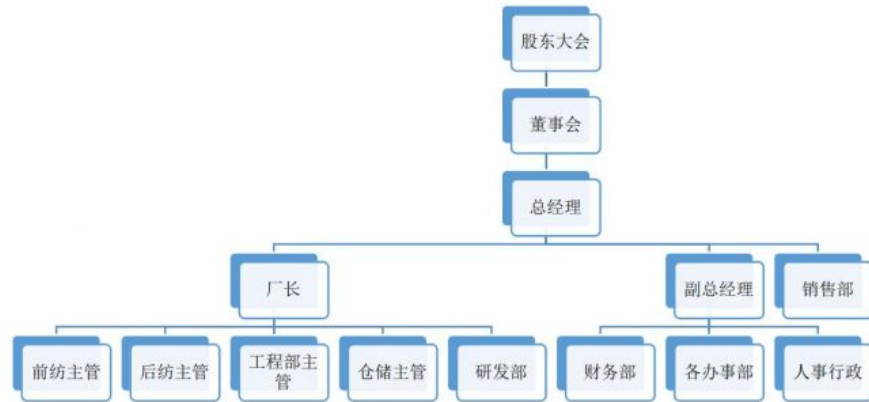 股东大会
董事会
总经理
厂长
副总经理
销售部
前纺主管
后纺主管
工程部主
管
仓储主管
研发部
财务部
各办事部
人事行政